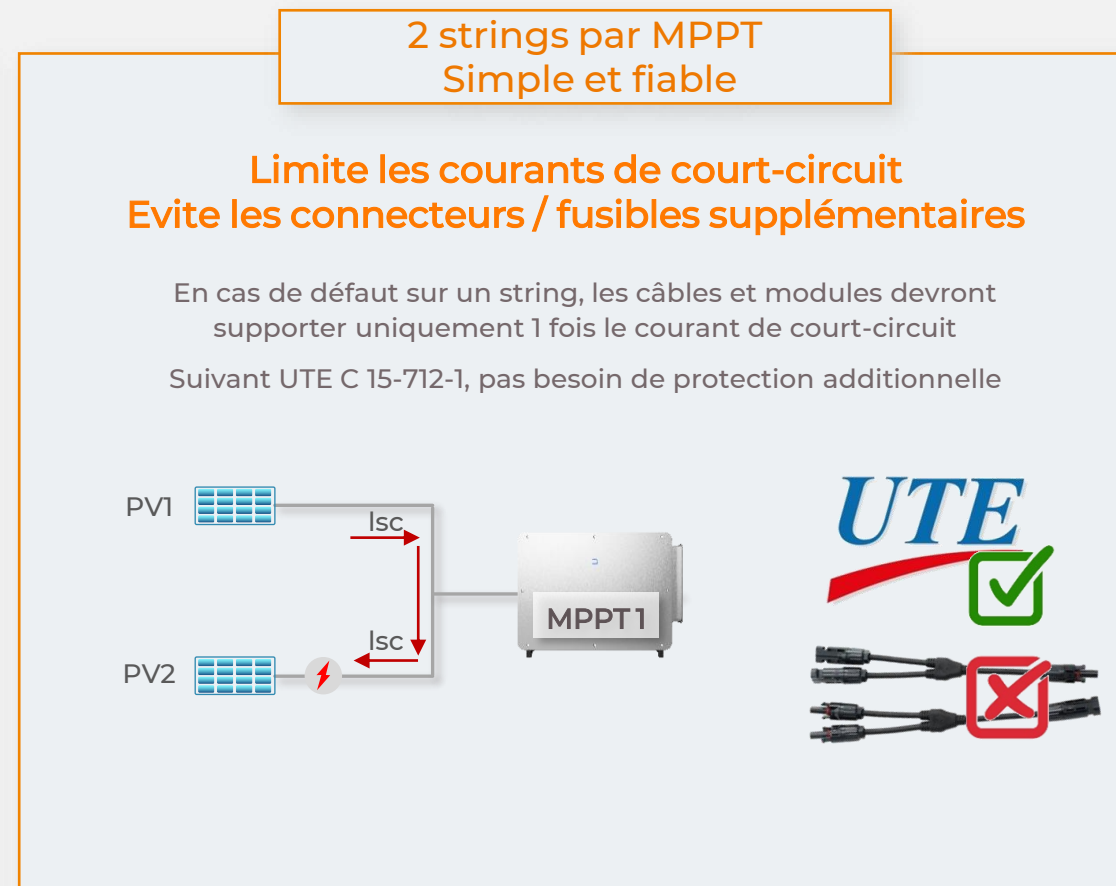 2 strings par MPPT
Simple et fiable
Limite les courants de court-circuit
Evite les connecteurs / fusibles supplémentaires
En cas de défaut sur un string, les câbles et modules devront
supporter uniquement 1 fois le courant de court-circuit
Suivant UTE C 15-712-1, pas besoin de protection additionnelle
PV1
Isc
MPPT 1
Isc
PV2
UTE